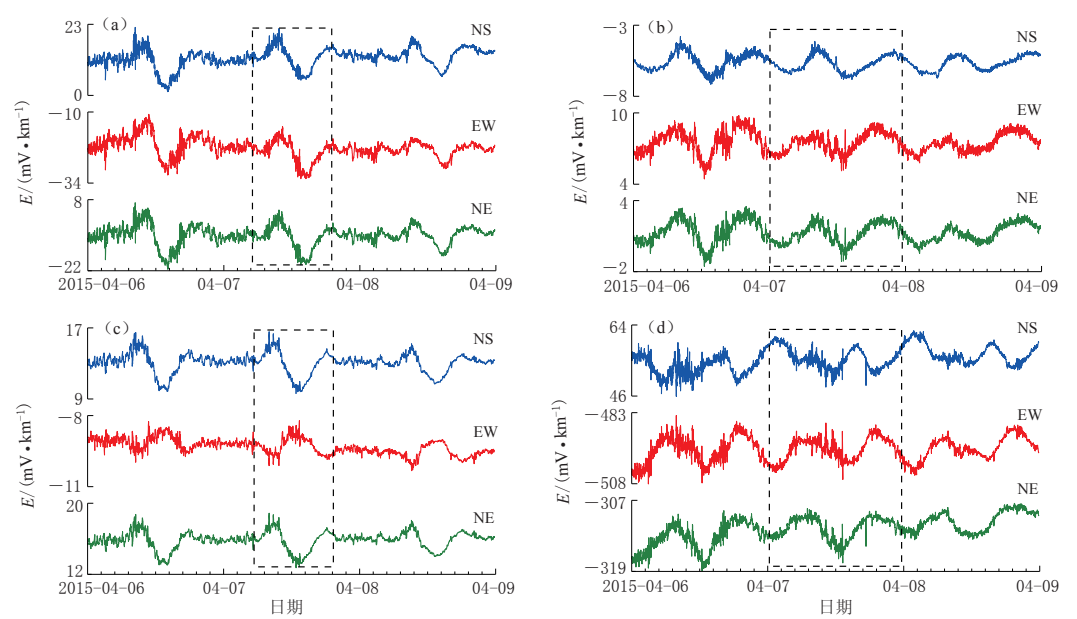 (a)
23
NS
0
−10
EW
−34
8
NE
−22
E/(mV•km⁻¹)
2015-04-06 04-07 04-08 04-09
(b)
−3
NS
−8
10
EW
4
4
NE
−2
E/(mV•km⁻¹)
2015-04-06 04-07 04-08 04-09
(c)
17
NS
9
−8
EW
−11
20
NE
12
E/(mV•km⁻¹)
2015-04-06 04-07 04-08 04-09
日期
(d)
64
NS
46
−483
EW
−508
−307
NE
−319
E/(mV•km⁻¹)
2015-04-06 04-07 04-08 04-09
日期